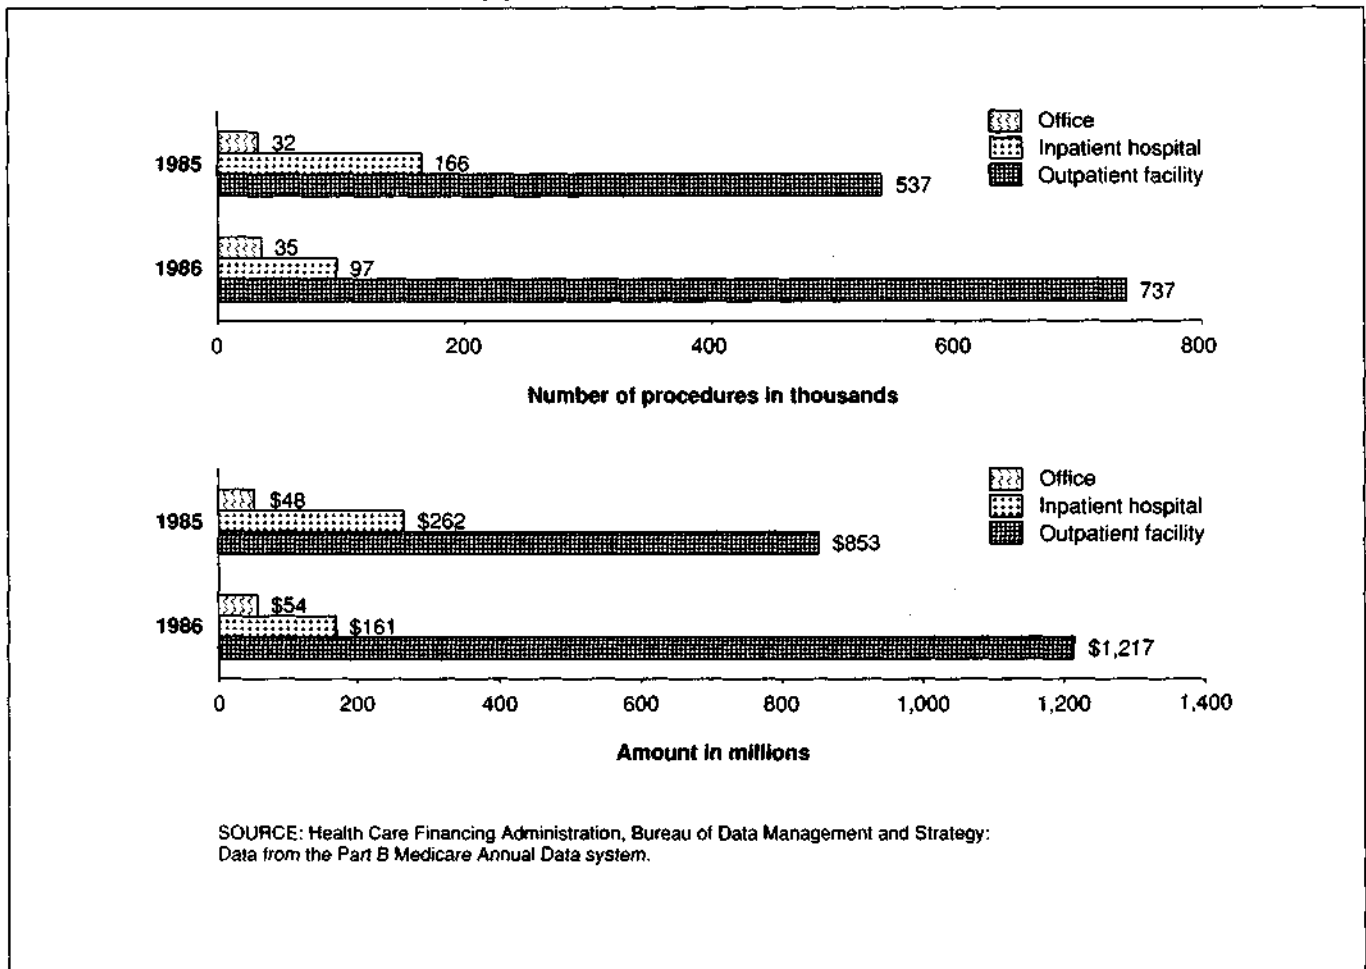 Office
Inpatient hospital
Outpatient facility
1985
32
166
537
1986
35
97
737
0 200 400 600 800
Number of procedures in thousands
Office
Inpatient hospital
Outpatient facility
1985
$48
$262
$853
1986
$54
$161
$1,217
0 200 400 600 800 1,000 1,200 1,400
Amount in millions
SOURCE: Health Care Financing Administration, Bureau of Data Management and Strategy:
Data from the Part B Medicare Annual Data system.